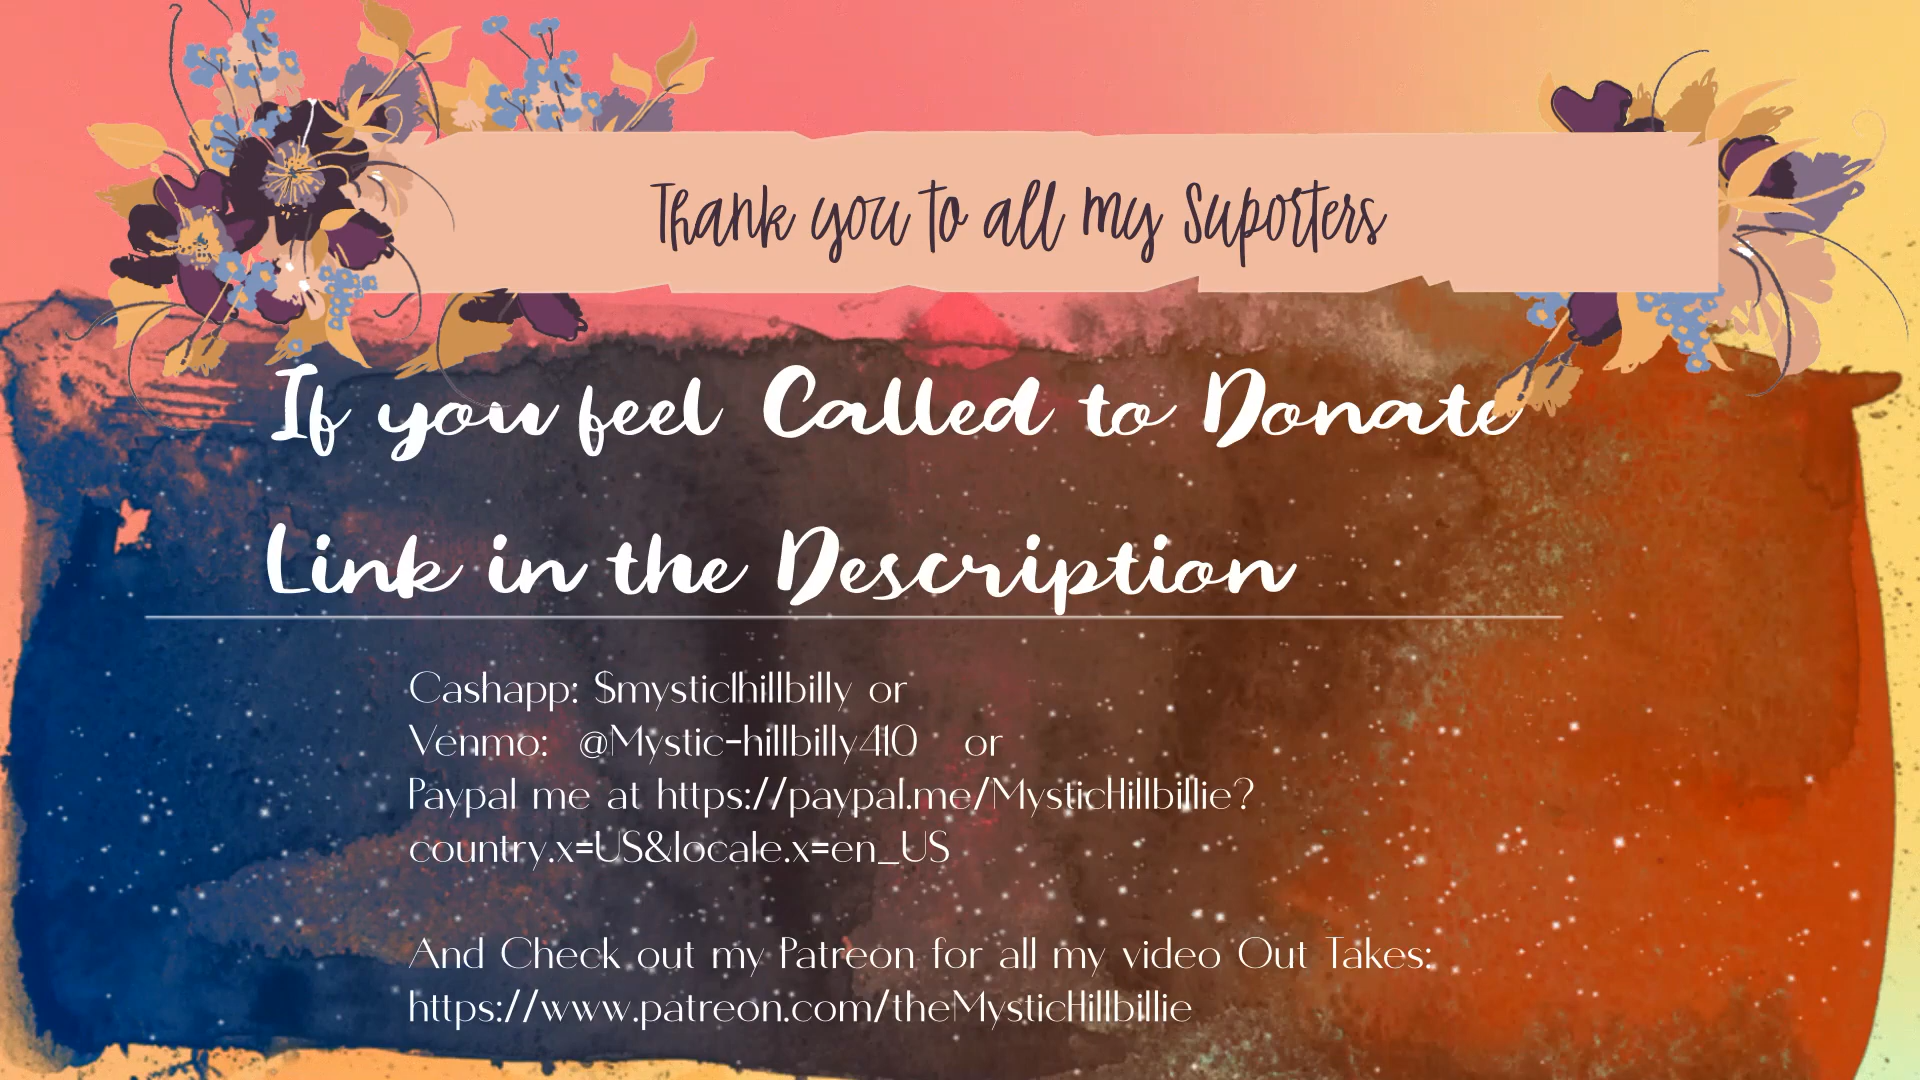 Thank you to all my Suporters
If you feel Called to Donate
Link in the Description
Cashapp: $mysticlhillbilly or
Venmo: @Mystic-hillbilly410 or
Paypal me at https://paypal.me/MysticHillbillie?
country.x=US&locale.x=en_US
And Check out my Patreon for all my video Out Takes:
https://www.patreon.com/theMysticHillbillie